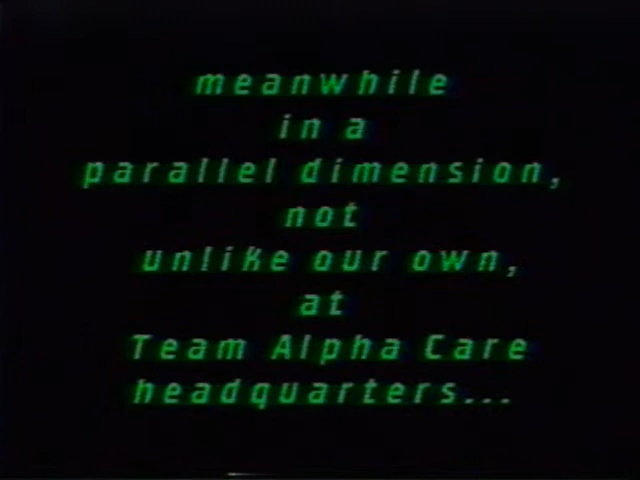 meanwhile
in a
parallel dimension,
not
unlike our own,
at
Team Alpha Care
headquarters...